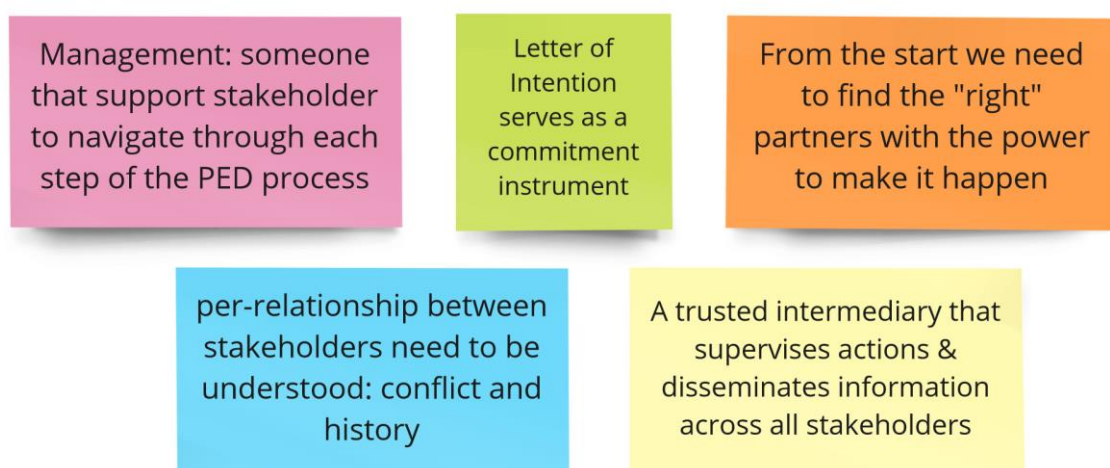 Management: someone
that support stakeholder
to navigate through each
step of the PED process
Letter of
Intention
serves as a
commitment
instrument
From the start we need
to find the "right"
partners with the power
to make it happen
per-relationship between
stakeholders need to be
understood: conflict and
history
A trusted intermediary that
supervises actions &
disseminates information
across all stakeholders